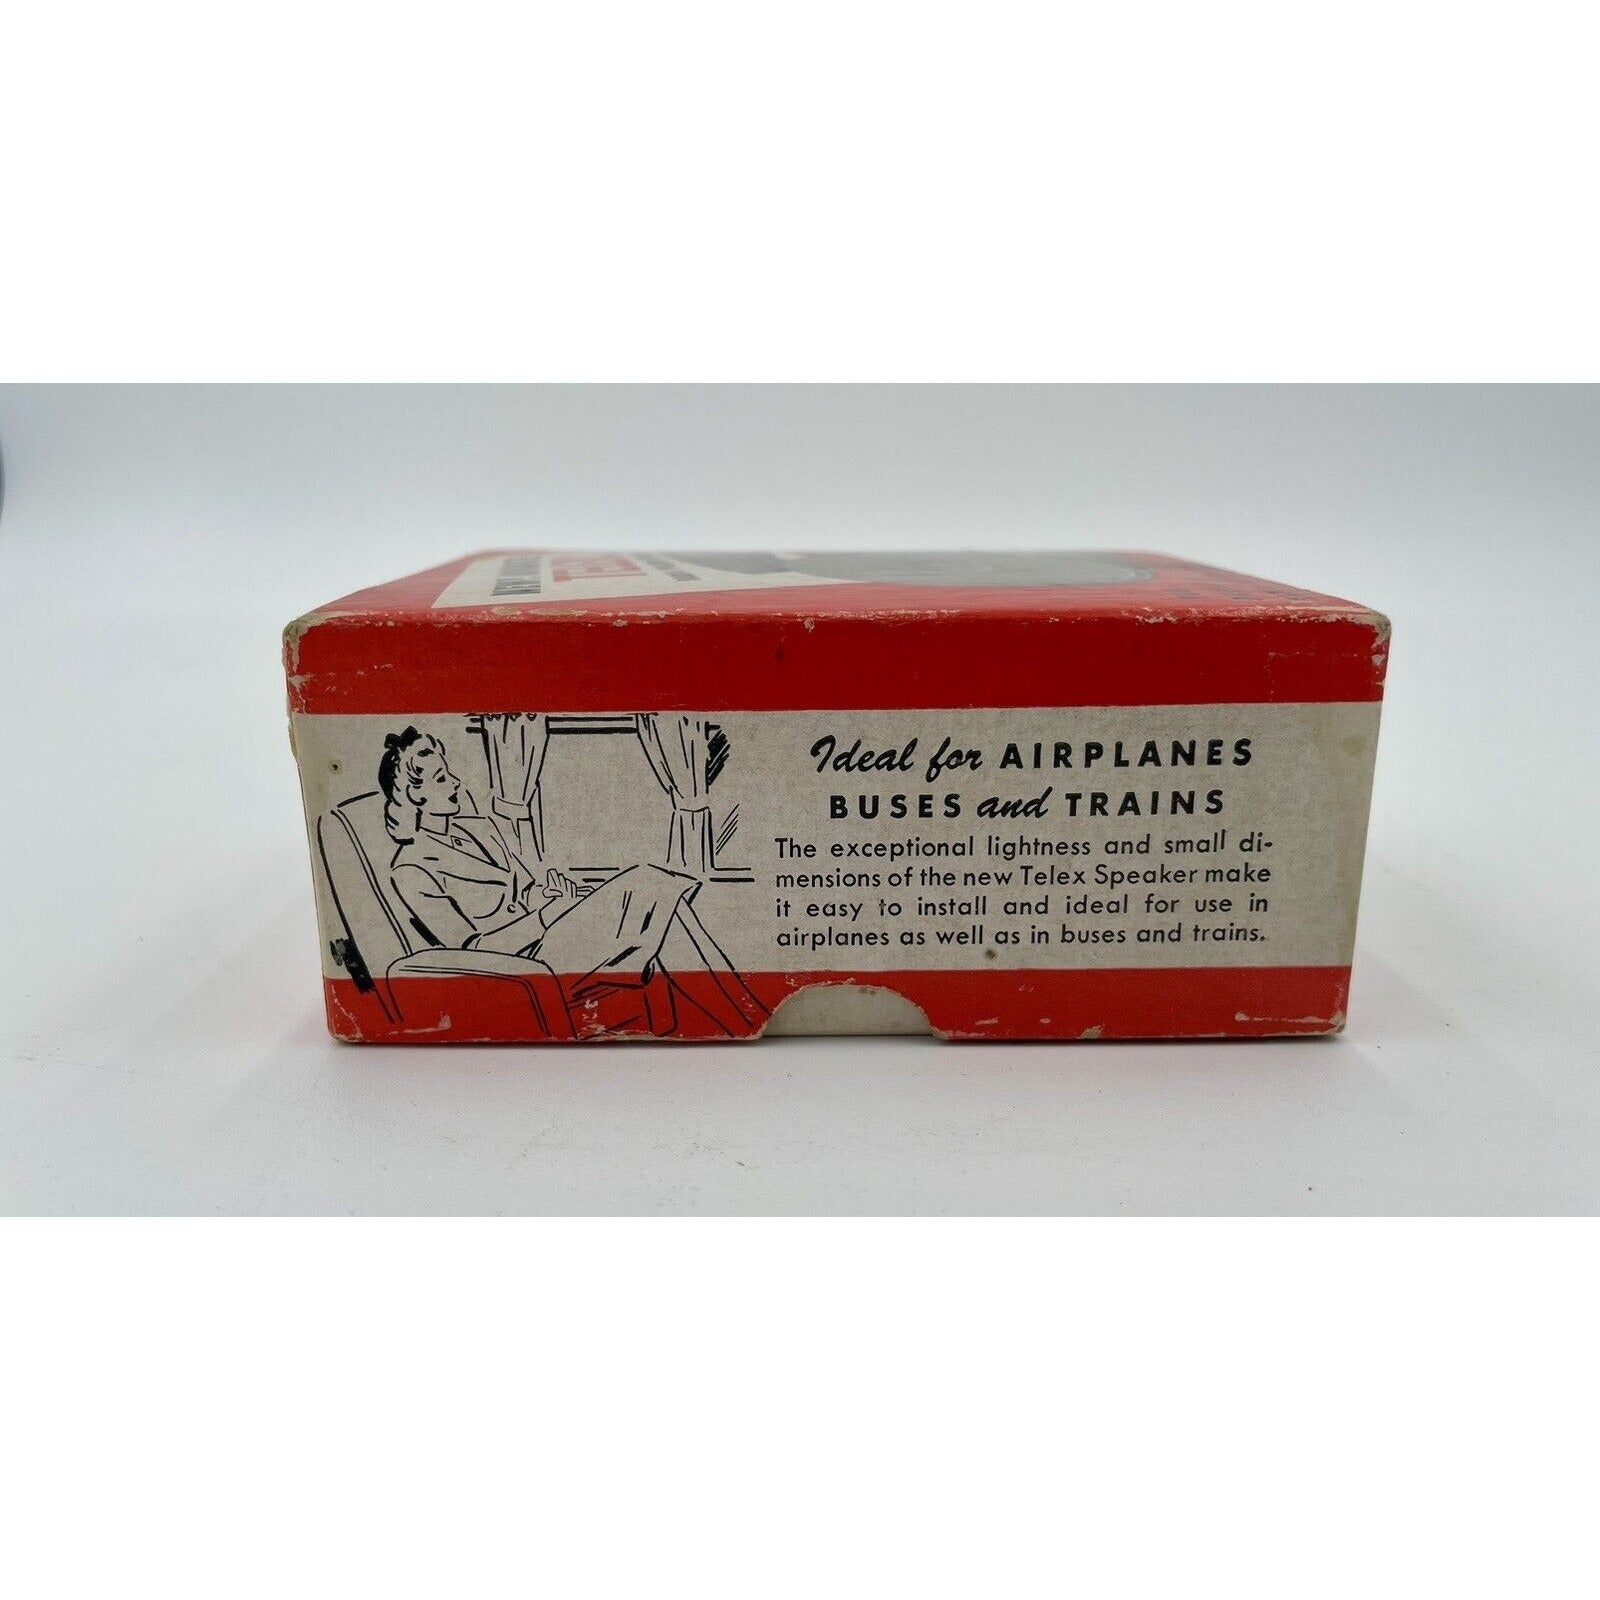 Ideal for AIRPLANES
BUSES and TRAINS
The exceptional lightness and small di-
mensions of the new Telex Speaker make
it easy to install and ideal for use in
airplanes as well as in buses and trains.